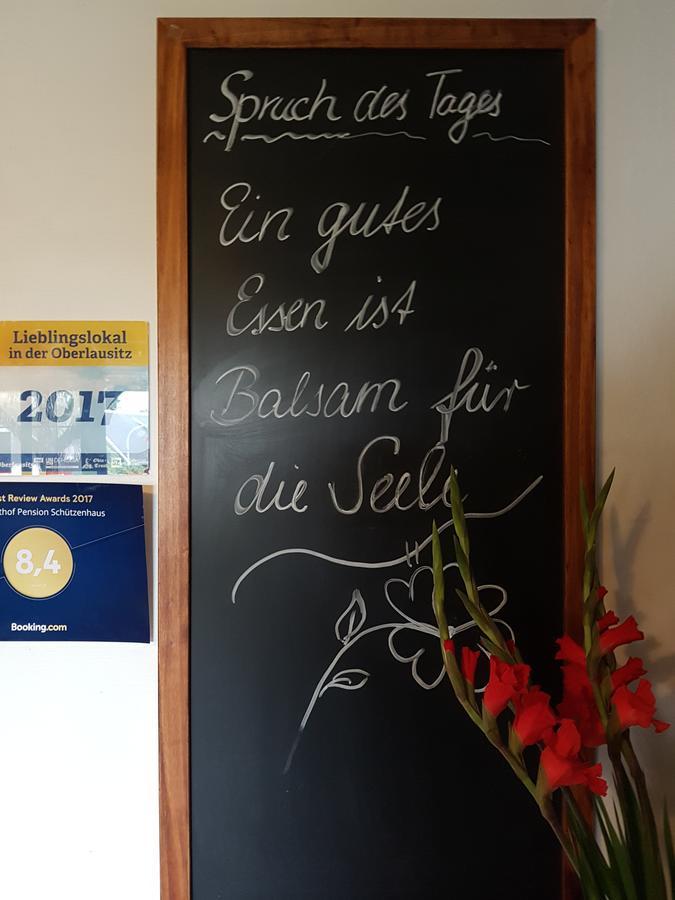 Spruch des Tages
Ein gutes
Essen ist
Balsam für
die Seele
Lieblingslokal
in der Oberlausitz
2017
st Review Awards 2017
thof Pension Schützenhaus
8,4
Booking.com